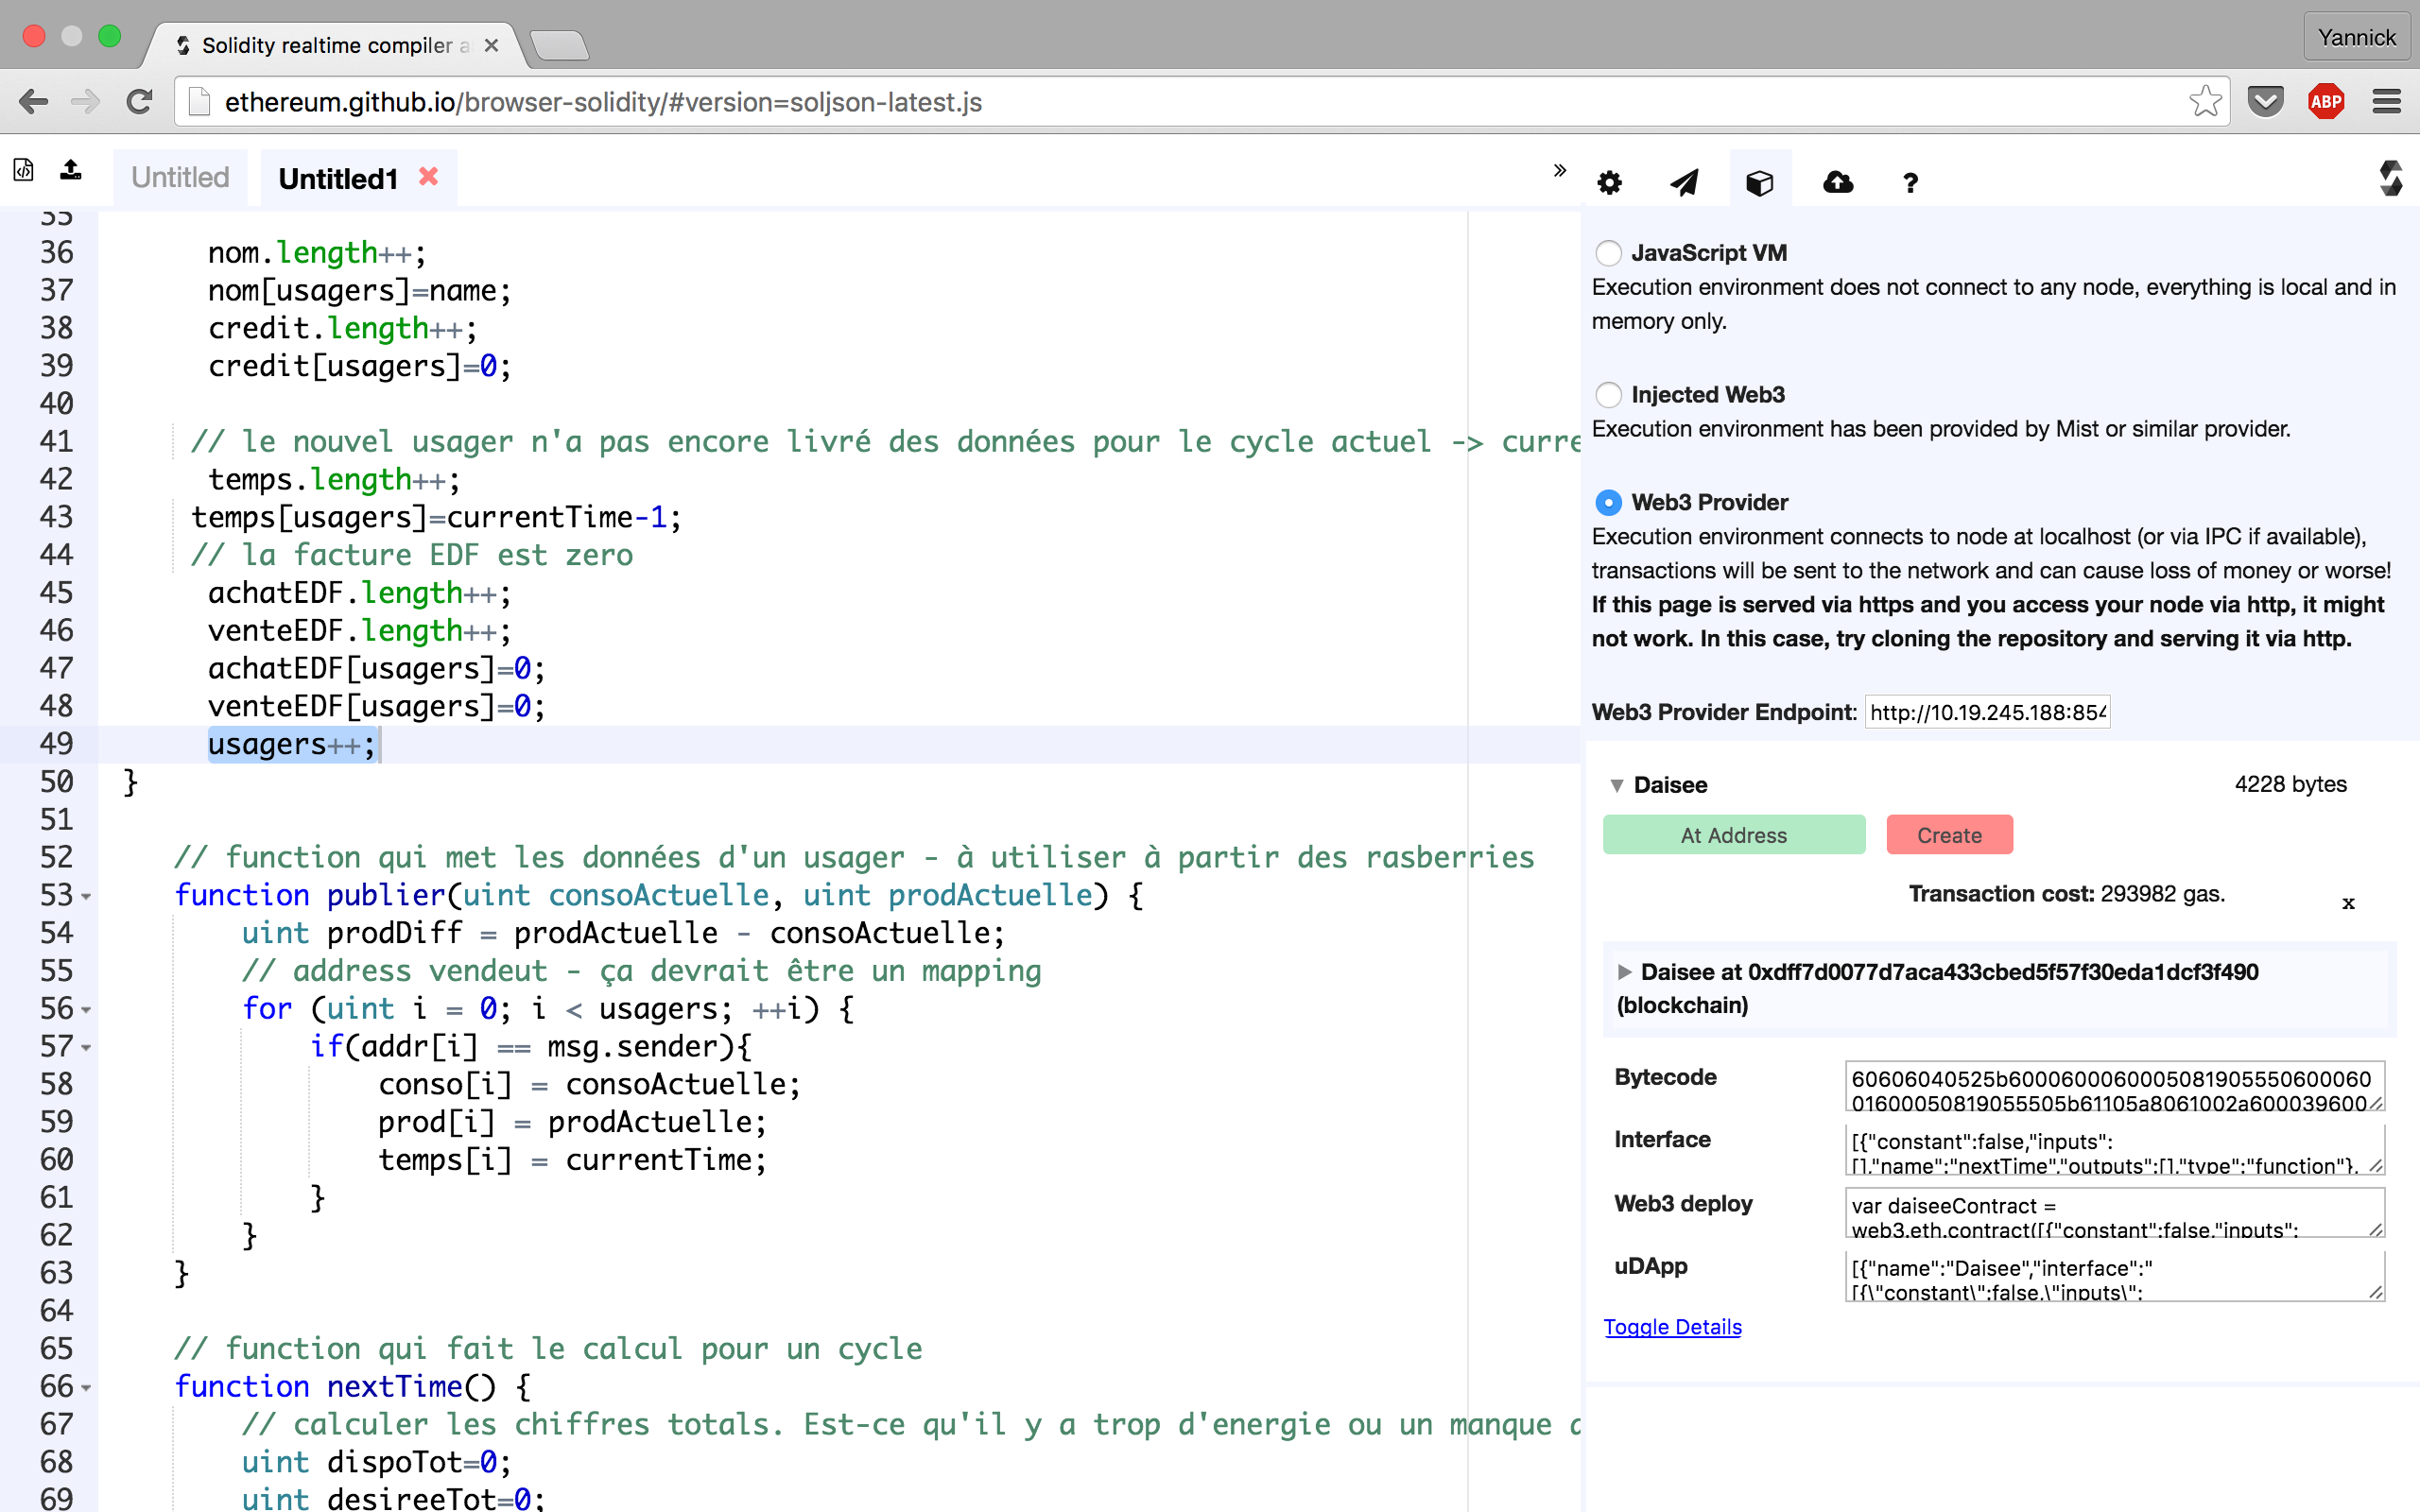 Solidity realtime compiler a
Yannick
ethereum.github.io/browser-solidity/#version=soljson-latest.js
ABP
Untitled
Untitled1
35
36 nom.length++;
37 nom[usagers]=name;
38 credit.length++;
39 credit[usagers]=0;
40
41 // le nouvel usager n'a pas encore livré des données pour le cycle actuel -> curre
42 temps.length++;
43 temps[usagers]=currentTime-1;
44 // la facture EDF est zero
45 achatEDF.length++;
46 venteEDF.length++;
47 achatEDF[usagers]=0;
48 venteEDF[usagers]=0;
49 usagers++;
50 }
51
52 // function qui met les données d'un usager - à utiliser à partir des rasberries
53 function publier(uint consoActuelle, uint prodActuelle) {
54 uint prodDiff = prodActuelle - consoActuelle;
55 // address vendeut - ça devrait être un mapping
56 for (uint i = 0; i < usagers; ++i) {
57 if(addr[i] == msg.sender){
58 conso[i] = consoActuelle;
59 prod[i] = prodActuelle;
60 temps[i] = currentTime;
61 }
62 }
63 }
64
65 // function qui fait le calcul pour un cycle
66 function nextTime() {
67 // calculer les chiffres totals. Est-ce qu'il y a trop d'energie ou un manque
68 uint dispoTot=0;
69 uint desireeTot=0;
JavaScript VM
Execution environment does not connect to any node, everything is local and in
memory only.
Injected Web3
Execution environment has been provided by Mist or similar provider.
Web3 Provider
Execution environment connects to node at localhost (or via IPC if available),
transactions will be sent to the network and can cause loss of money or worse!
If this page is served via https and you access your node via http, it might
not work. In this case, try cloning the repository and serving it via http.
Web3 Provider Endpoint: http://10.19.245.188:854
Daisee 4228 bytes
At Address Create
Transaction cost: 293982 gas.
x
Daisee at 0xdff7d0077d7aca433cbed5f57f30eda1dcf3f490
(blockchain)
Bytecode
60606040525b6000600060005081905550600060
01600050819055505b61105a8061002a600039600
Interface
[{"constant":false,"inputs":
[],"name":"nextTime","outputs":[],"type":"function"},
Web3 deploy
var daiseeContract =
web3.eth.contract([{"constant":false,"inputs":
uDApp
[{"name":"Daisee","interface":"
[{\"constant\":false,\"inputs\":
Toggle Details